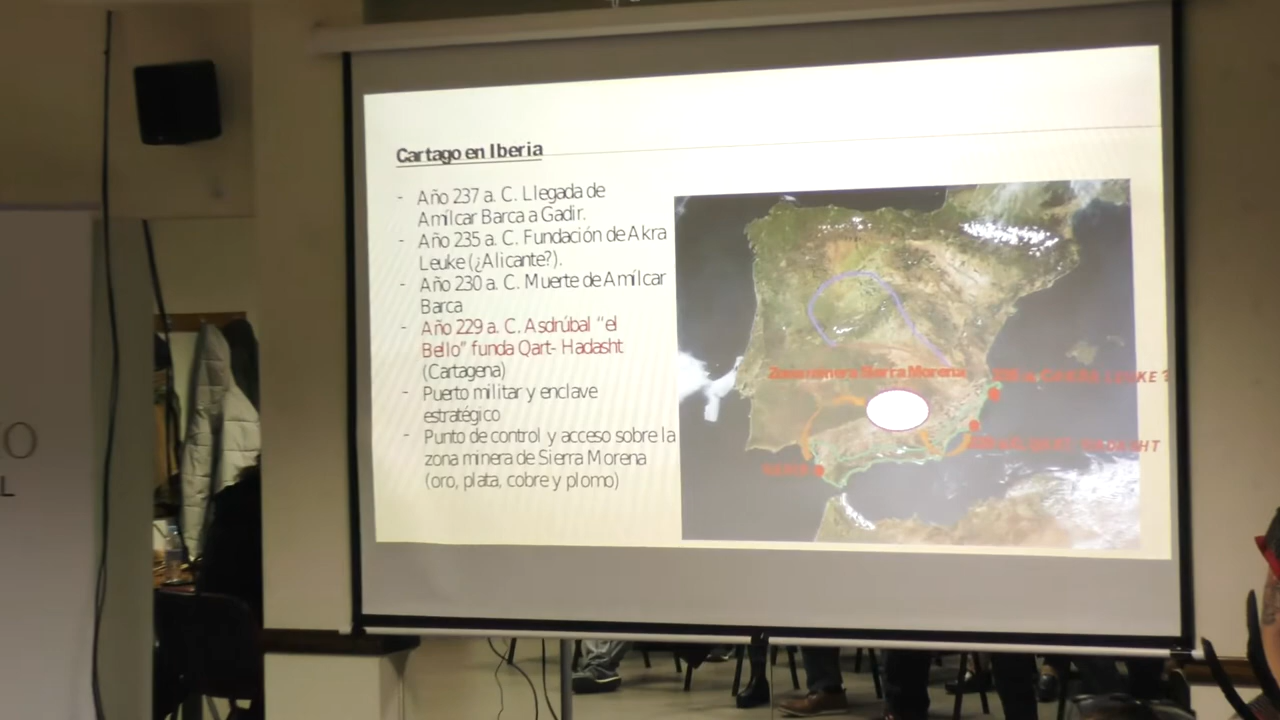 Cartago en Iberia
- Año 237 a. C. Llegada de
Amílcar Barca a Gadir.
- Año 235 a. C. Fundación de Akra
Leuke (¿Alicante?).
- Año 230 a. C. Muerte de Amílcar
Barca
- Año 229 a. C. Asdrúbal "el
Bello" funda Qart- Hadasht
(Cartagena)
- Puerto militar y enclave
estratégico
- Punto de control y acceso sobre la
zona minera de Sierra Morena
(oro, plata, cobre y plomo)
Zona minera Sierra Morena
O
L